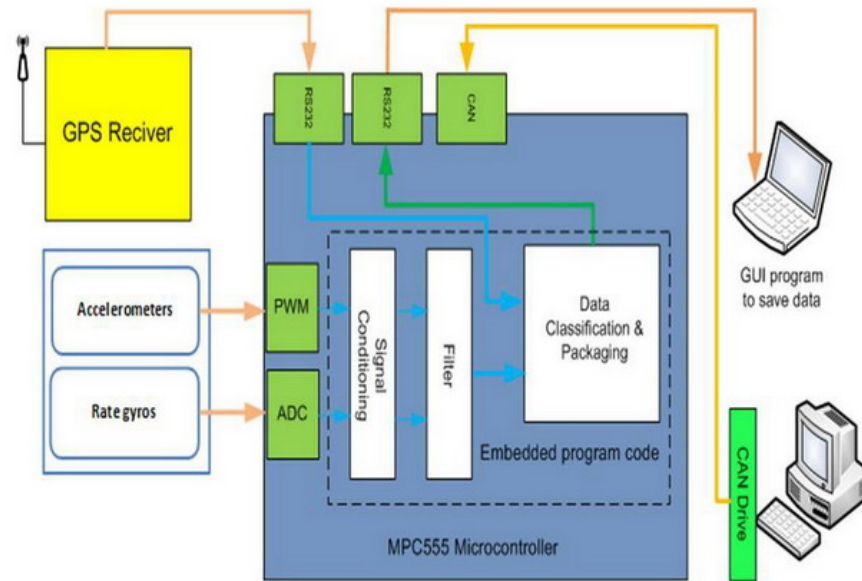 RS232
RS232
CAN
GPS Reciver
GUI program
to save data
Accelerometers
PWM
Signal
Conditioning
Filter
Data
Classification &
Packaging
Rate gyros
ADC
Embedded program code
CAN Drive
MPC555 Microcontroller